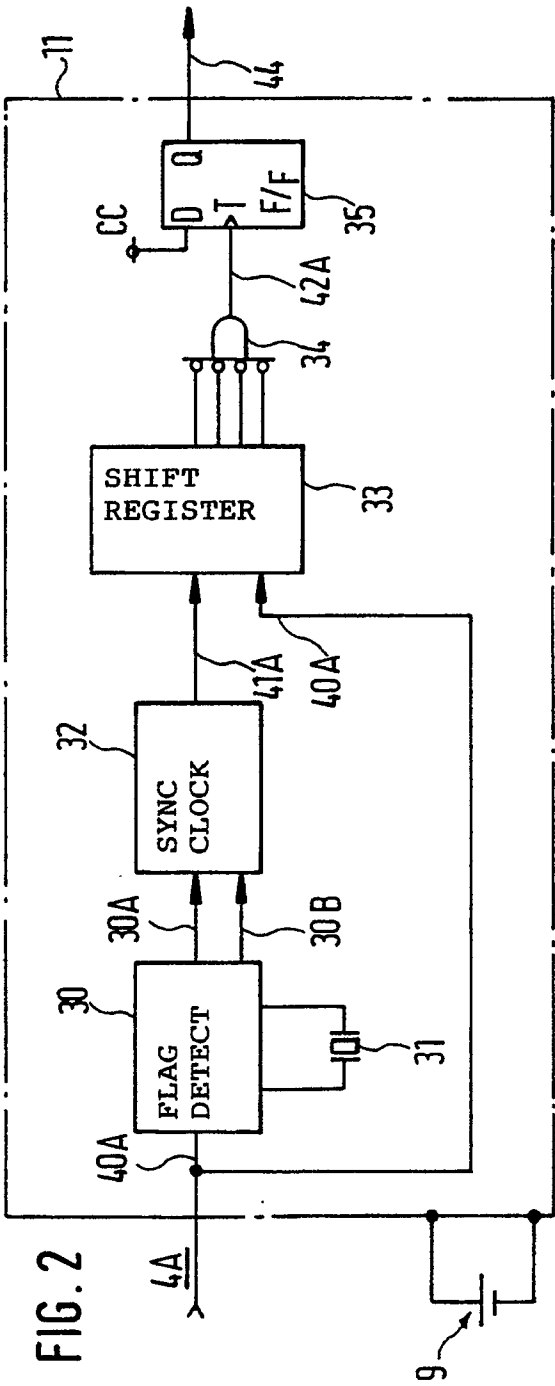 FIG. 2
11
4A
40A
30
FLAG
DETECT
31
30A
30B
32
SYNC
CLOCK
41A
40A
SHIFT
REGISTER
33
34
42A
CC
D
Q
T
F/F
35
44
9